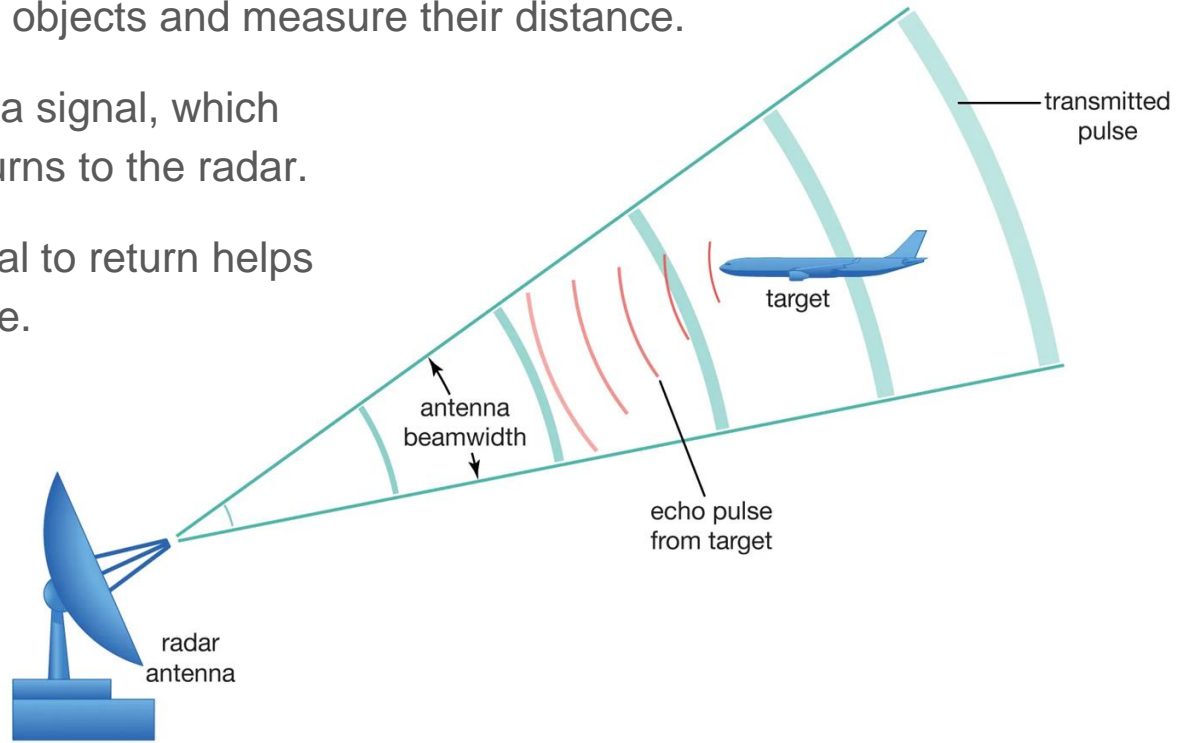 objects and measure their distance.
a signal, which
urns to the radar.
al to return helps
e.
transmitted
pulse
target
antenna
beamwidth
echo pulse
from target
radar
antenna